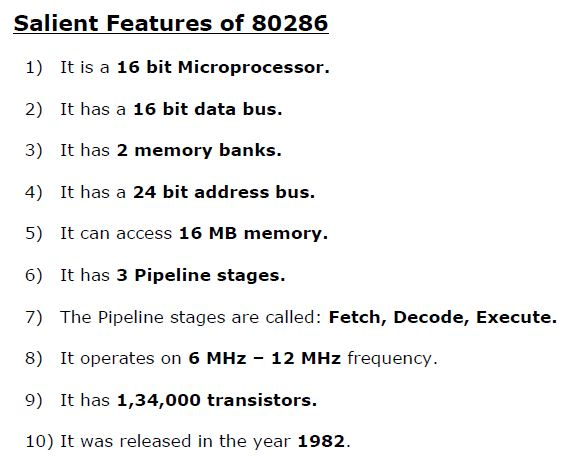 Salient Features of 80286
1) It is a 16 bit Microprocessor.
2) It has a 16 bit data bus.
3) It has 2 memory banks.
4) It has a 24 bit address bus.
5) It can access 16 MB memory.
6) It has 3 Pipeline stages.
7) The Pipeline stages are called: Fetch, Decode, Execute.
8) It operates on 6 MHz – 12 MHz frequency.
9) It has 1,34,000 transistors.
10) It was released in the year 1982.